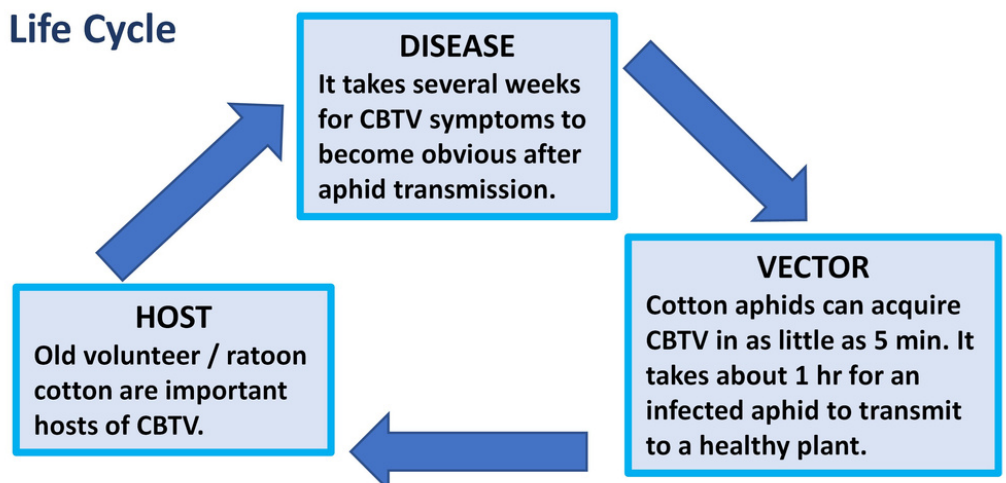 Life Cycle
DISEASE
It takes several weeks
for CBTV symptoms to
become obvious after
aphid transmission.
VECTOR
Cotton aphids can acquire
CBTV in as little as 5 min. It
takes about 1 hr for an
infected aphid to transmit
to a healthy plant.
HOST
Old volunteer / ratoon
cotton are important
hosts of CBTV.